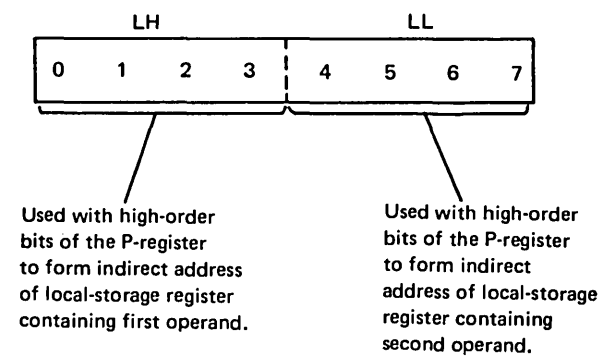 LH LL
0 1 2 3 4 5 6 7
Used with high-order
bits of the P-register
to form indirect address
of local-storage register
containing first operand.
Used with high-order
bits of the P-register
to form indirect
address of local-storage
register containing
second operand.